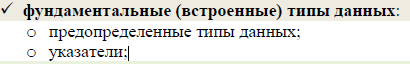 ✓ фундаментальные (встроенные) типы данных:
o предопределенные типы данных;
o указатели;